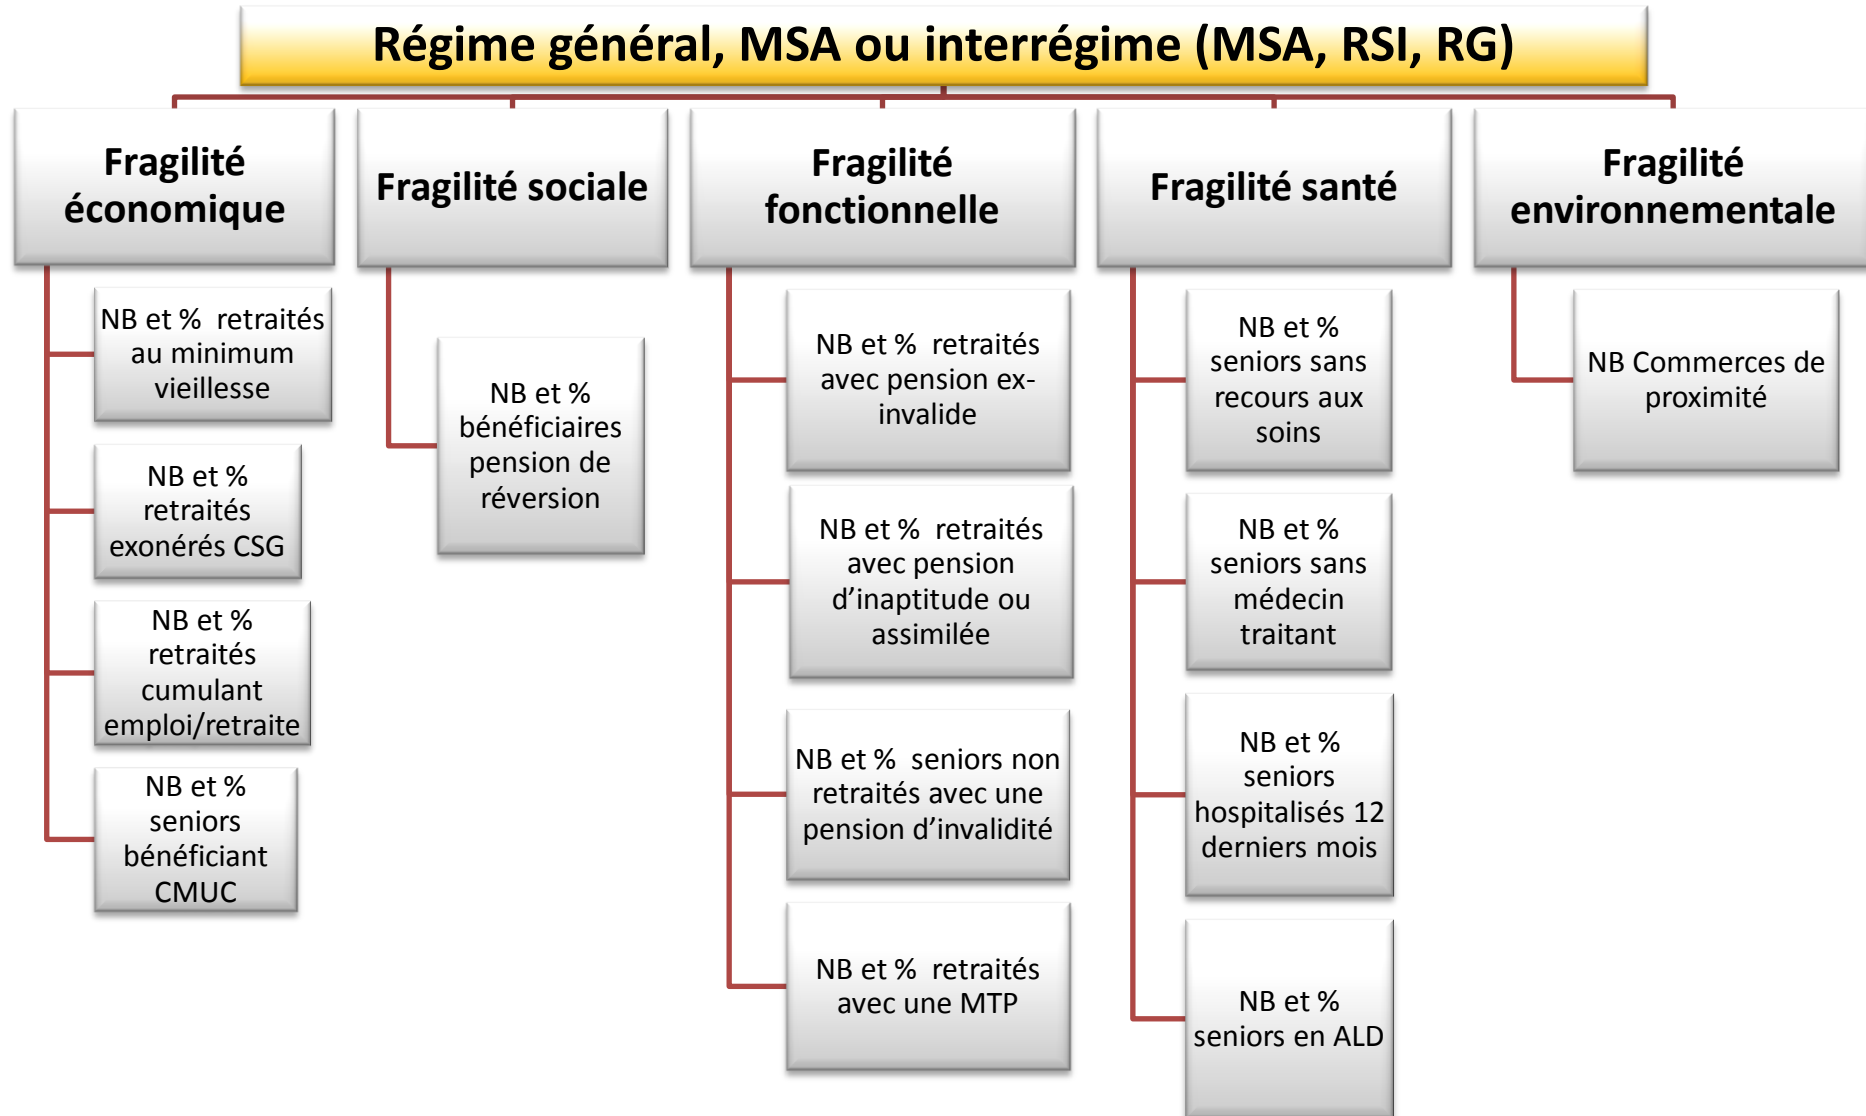 Régime général, MSA ou interrégime (MSA, RSI, RG)
Fragilité
économique
NB et % retraités
au minimum
vieillesse
NB et %
retraités
exonérés CSG
NB et %
retraités
cumulant
emploi/retraite
NB et %
seniors
bénéficiant
CMUC
Fragilité sociale
NB et %
bénéficiaires
pension de
réversion
Fragilité
fonctionnelle
NB et % retraités
avec pension ex-
invalide
NB et % retraités
avec pension
d’inaptitude ou
assimilée
NB et % seniors non
retraités avec une
pension d’invalidité
NB et % retraités
avec une MTP
Fragilité santé
NB et %
seniors sans
recours aux
soins
NB et %
seniors sans
médecin
traitant
NB et %
seniors
hospitalisés 12
derniers mois
NB et %
seniors en ALD
Fragilité
environnementale
NB Commerces de
proximité